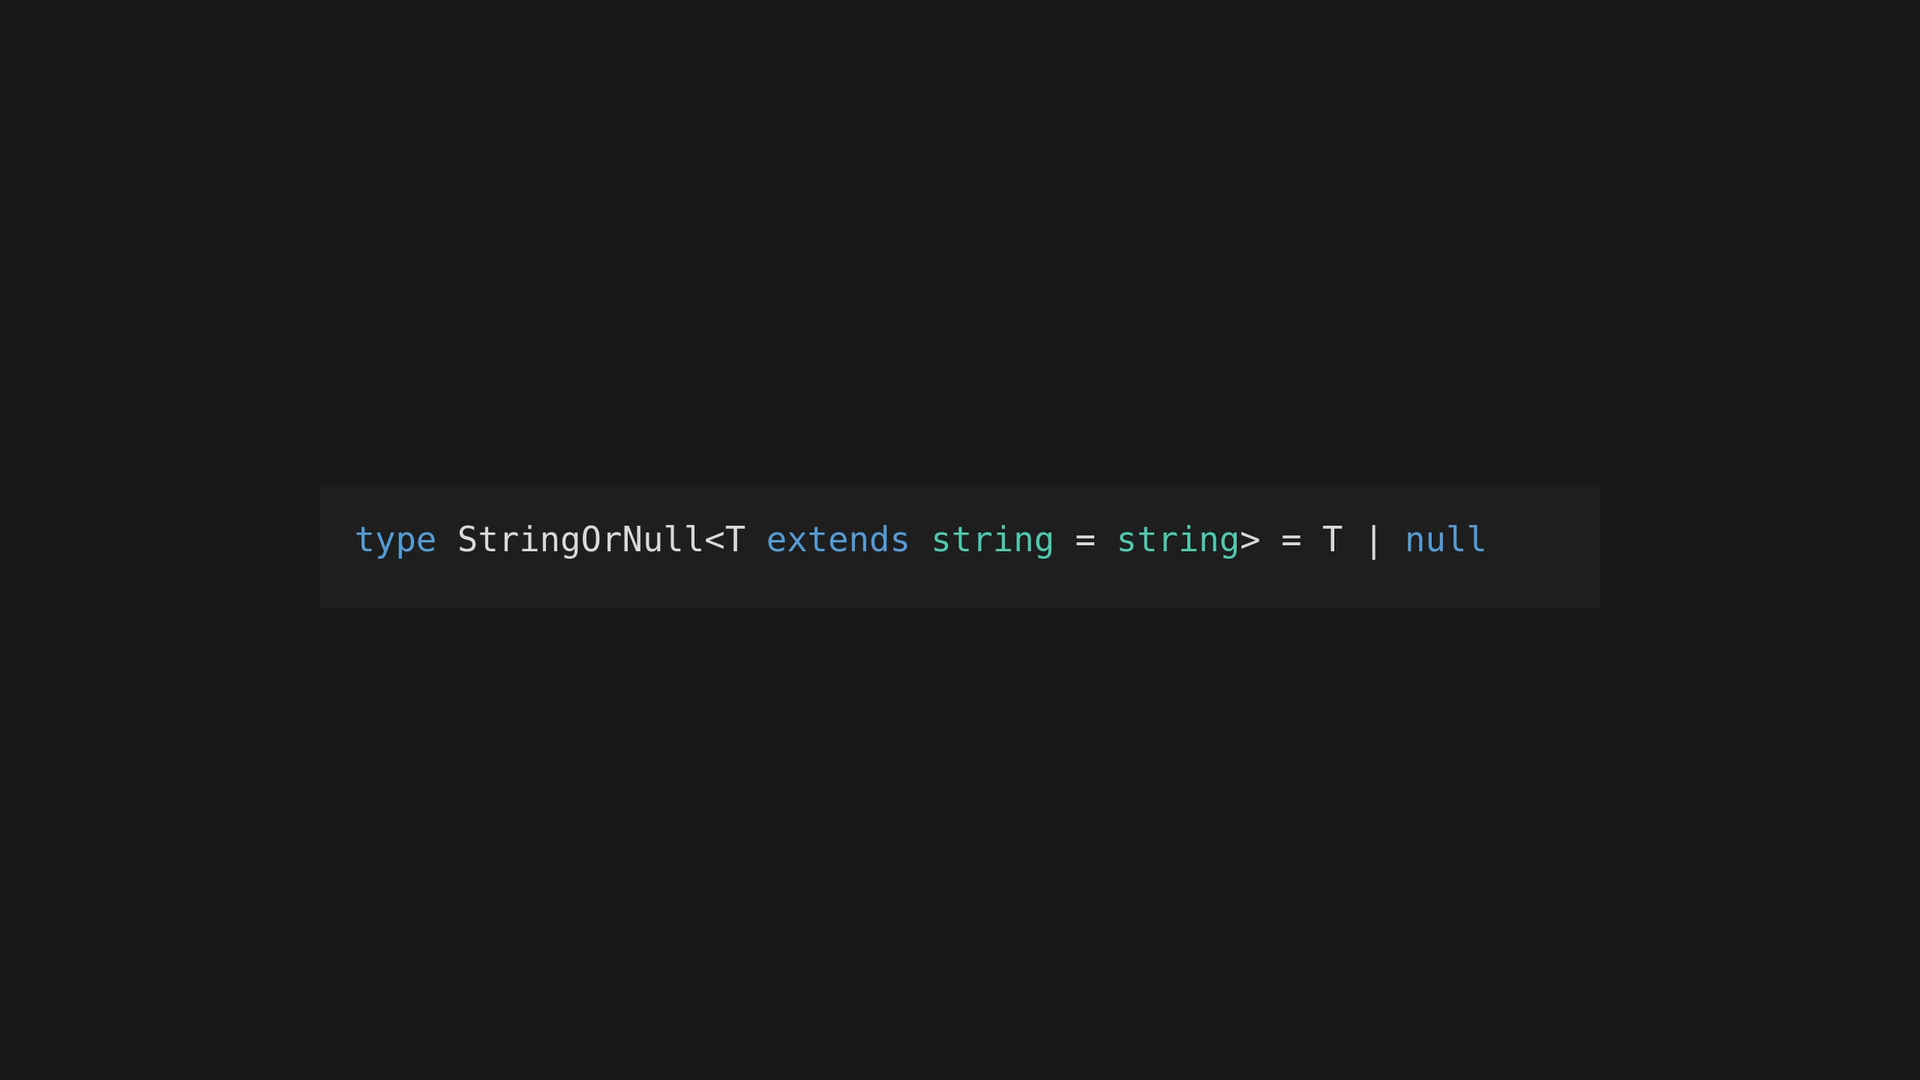 type StringOrNull<T extends string = string> = T | null